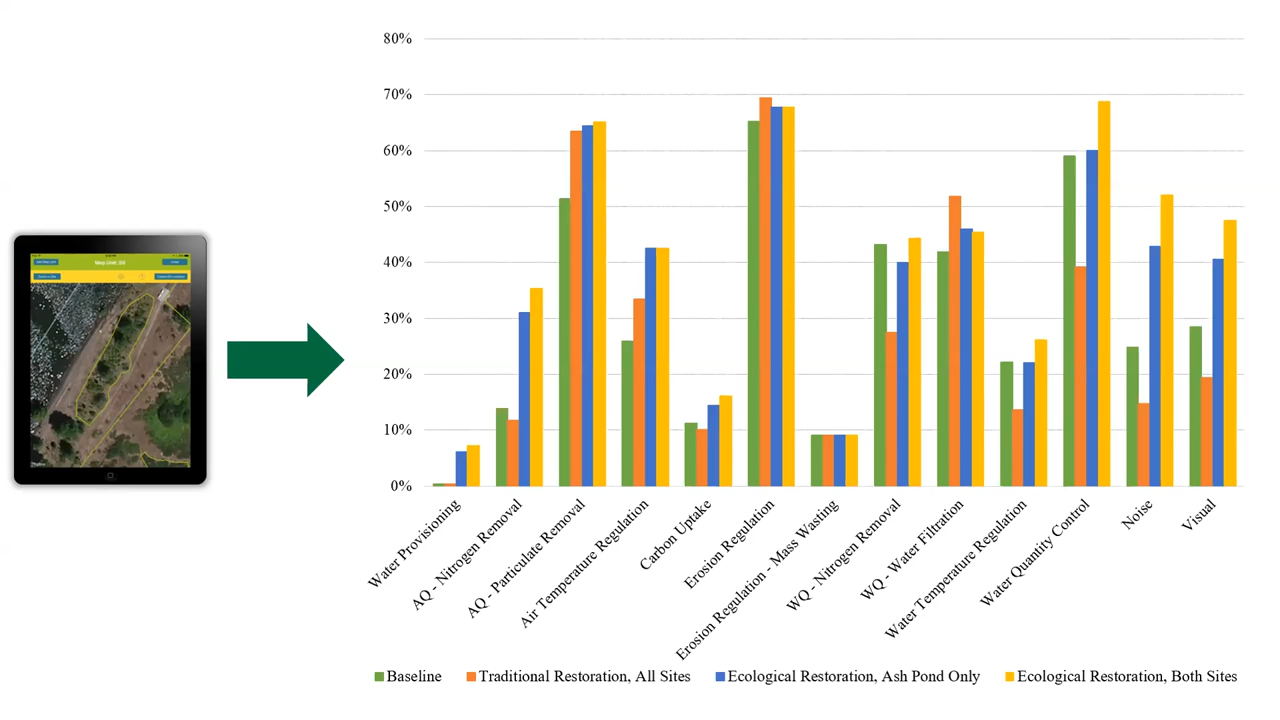 80%
70%
60%
50%
40%
30%
20%
10%
0%
Water Provisioning
AQ - Nitrogen Removal
AQ - Particulate Removal
Air Temperature Regulation
Carbon Uptake
Erosion Regulation
Erosion Regulation - Mass Wasting
WQ - Nitrogen Removal
WQ - Water Filtration
Water Temperature Regulation
Water Quantity Control
Noise
Visual
Baseline
Traditional Restoration, All Sites
Ecological Restoration, Ash Pond Only
Ecological Restoration, Both Sites